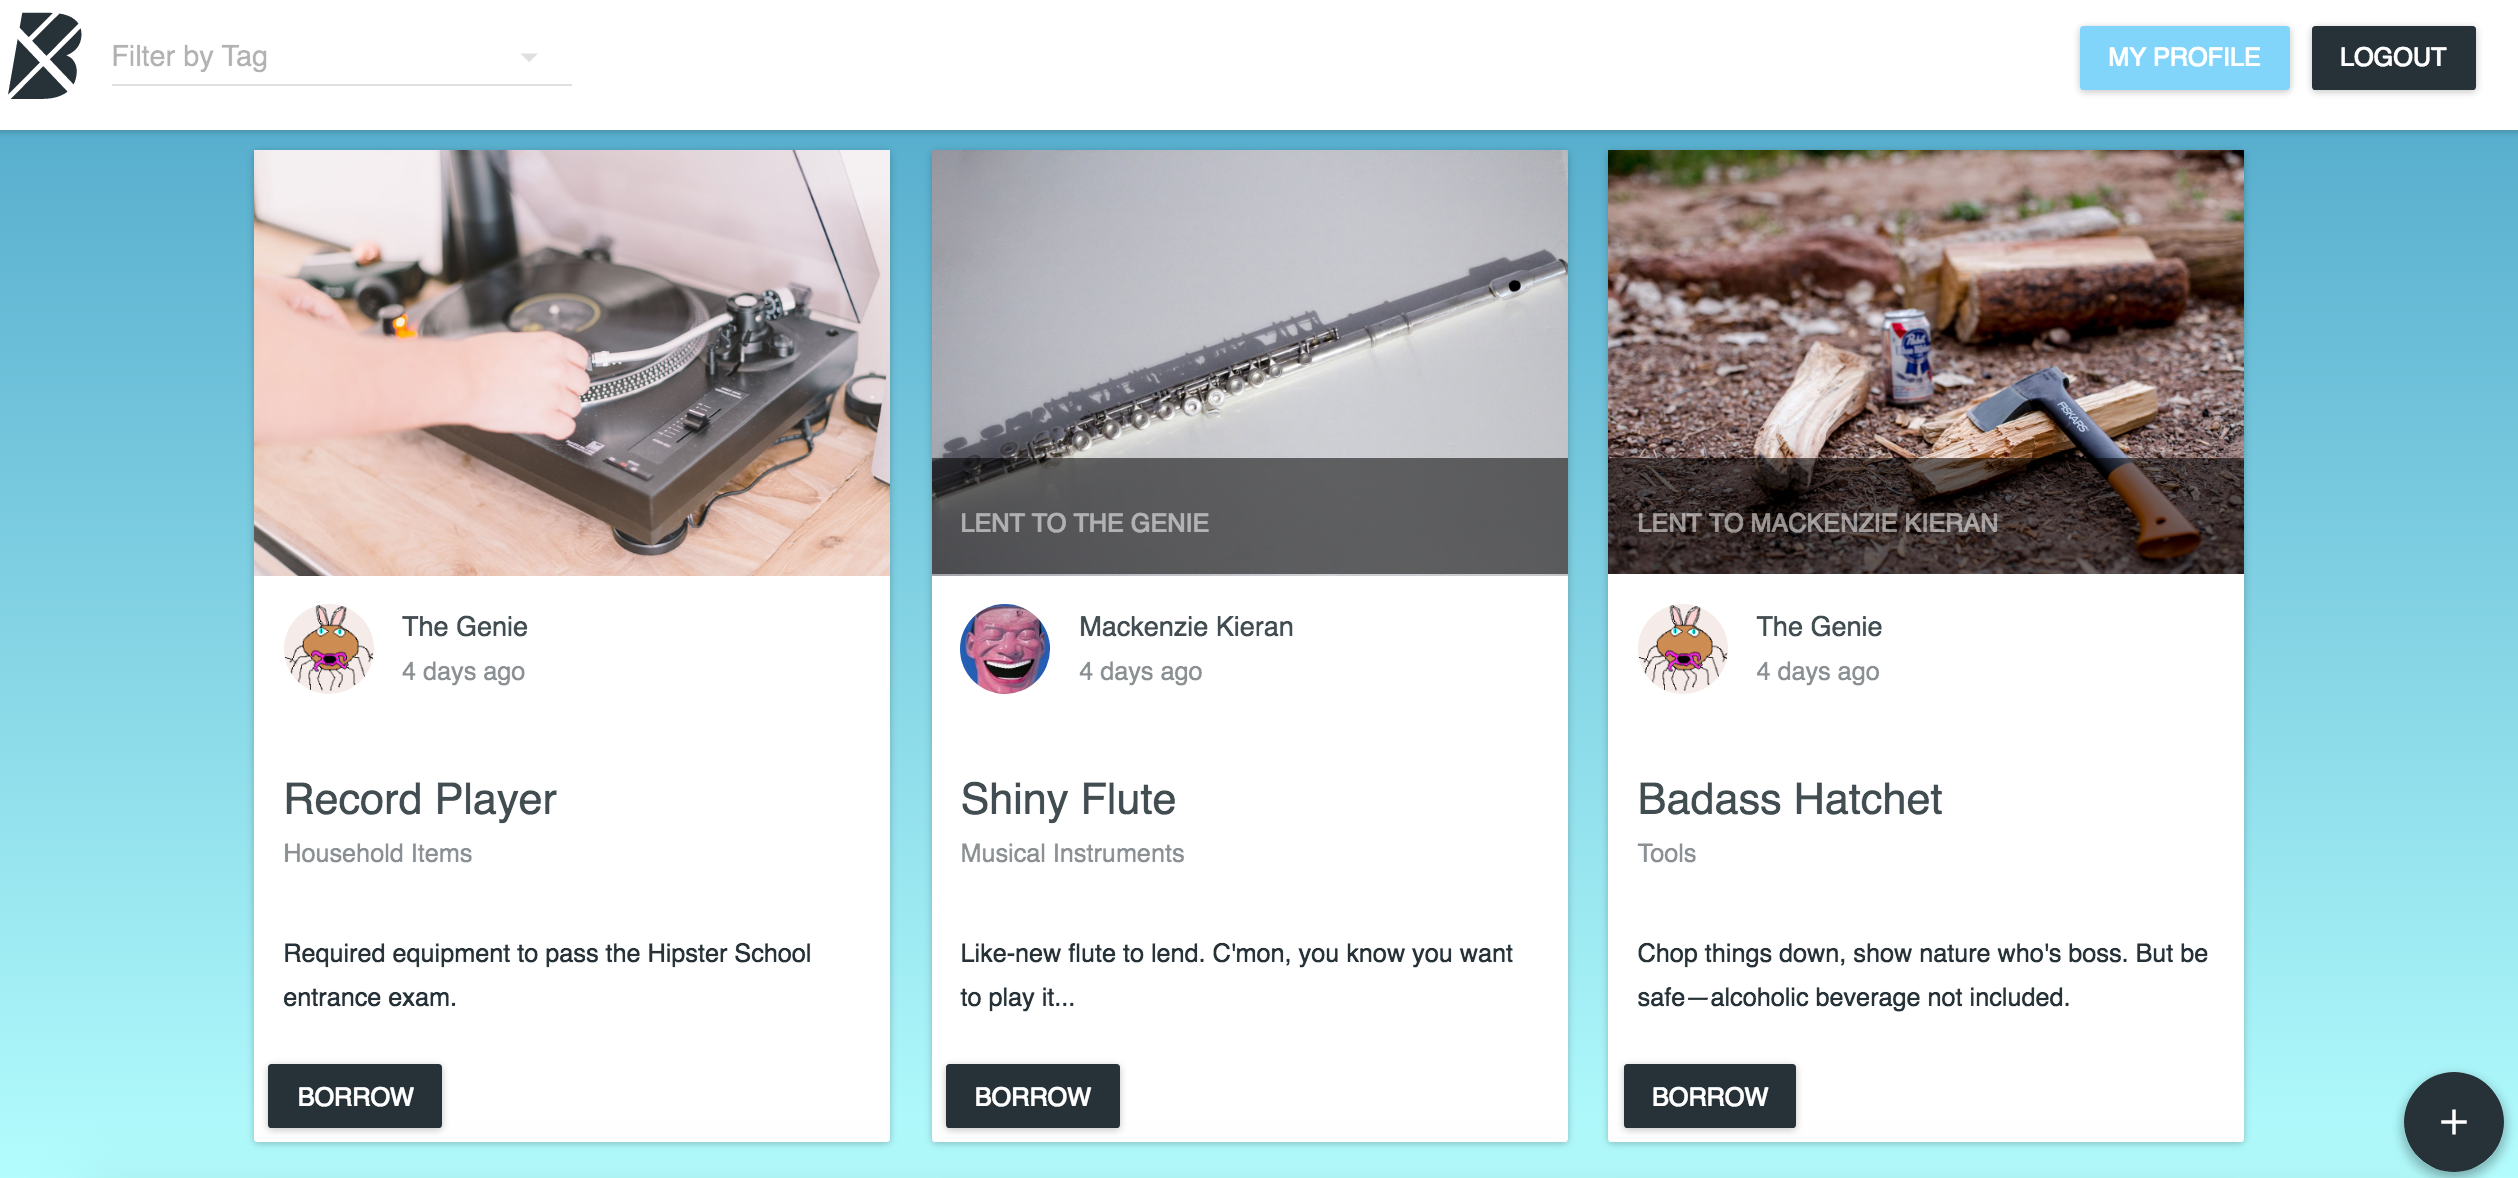 Filter by Tag
MY PROFILE
LOGOUT
LENT TO THE GENIE
FISKARS
LENT TO MACKENZIE KIERAN
The Genie
4 days ago
Mackenzie Kieran
4 days ago
The Genie
4 days ago
Record Player
Household Items
Required equipment to pass the Hipster School
entrance exam.
BORROW
Shiny Flute
Musical Instruments
Like-new flute to lend. C'mon, you know you want
to play it...
BORROW
Badass Hatchet
Tools
Chop things down, show nature who's boss. But be
safe—alcoholic beverage not included.
BORROW
+